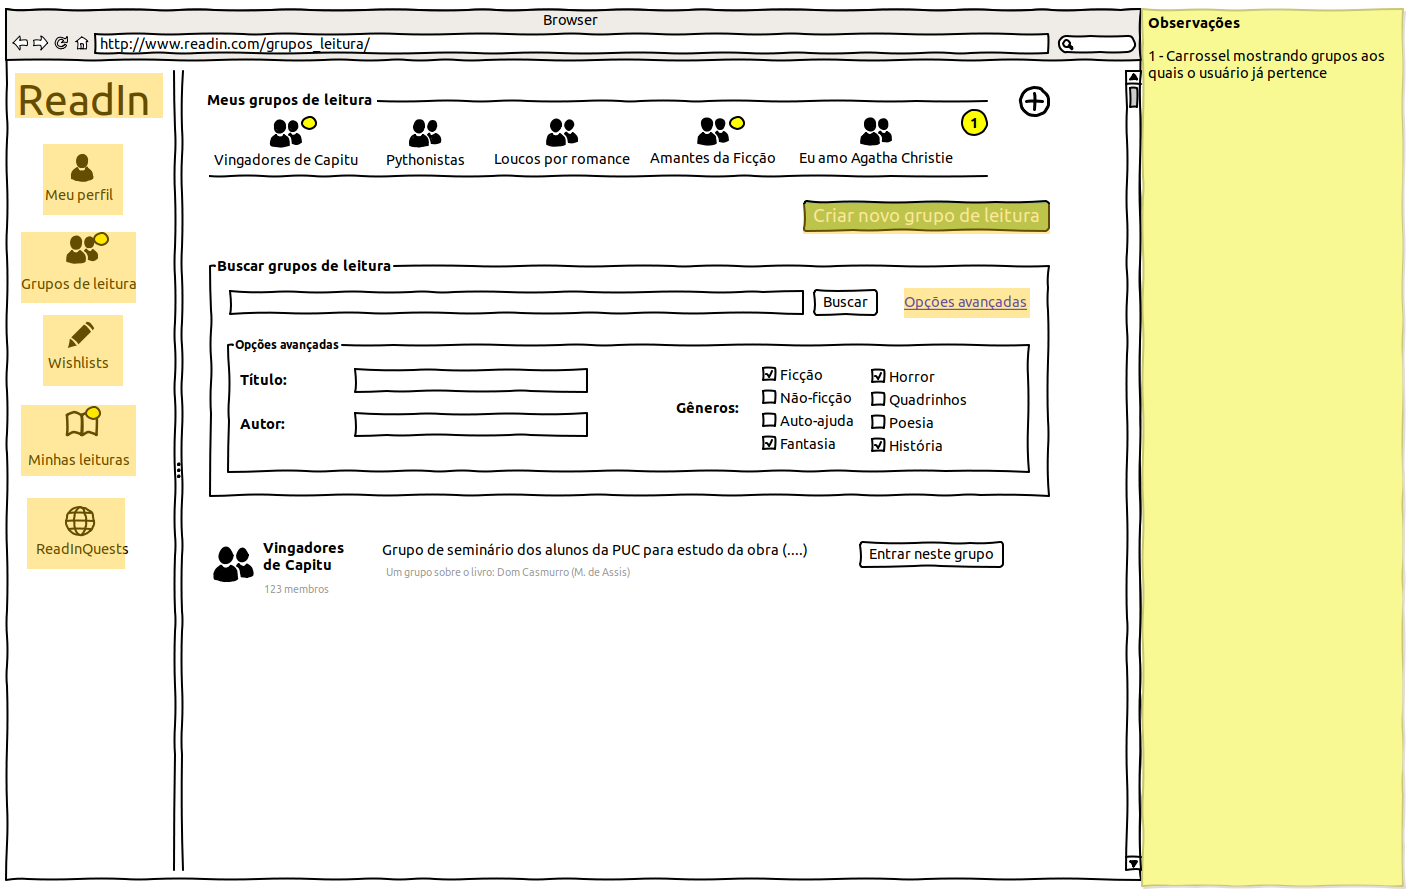 Browser
http://www.readin.com/grupos_leitura/
ReadIn
Meu perfil
Grupos de leitura
Wishlists
Minhas leituras
ReadInQuests
Meus grupos de leitura
Vingadores de Capitu
Pythonistas
Loucos por romance
Amantes da Ficção
Eu amo Agatha Christie
1
Criar novo grupo de leitura
Buscar grupos de leitura
Buscar
Opções avançadas
Opções avançadas
Título:
Autor:
Gêneros:
Ficção
Não-ficção
Auto-ajuda
Fantasia
Horror
Quadrinhos
Poesia
História
Vingadores
de Capitu
123 membros
Grupo de seminário dos alunos da PUC para estudo da obra (....)
Um grupo sobre o livro: Dom Casmurro (M. de Assis)
Entrar neste grupo
Observações
1 - Carrossel mostrando grupos aos
quais o usuário já pertence